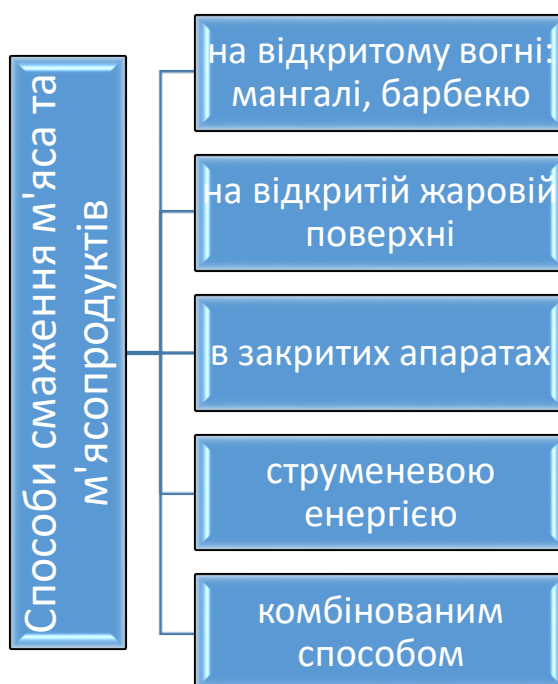 Способи смаження м'яса та
м'ясопродуктів
на відкритому вогні:
мангалі, барбекю
на відкритій жаровій
поверхні
в закритих апаратах
струменевою
енергією
комбінованим
способом